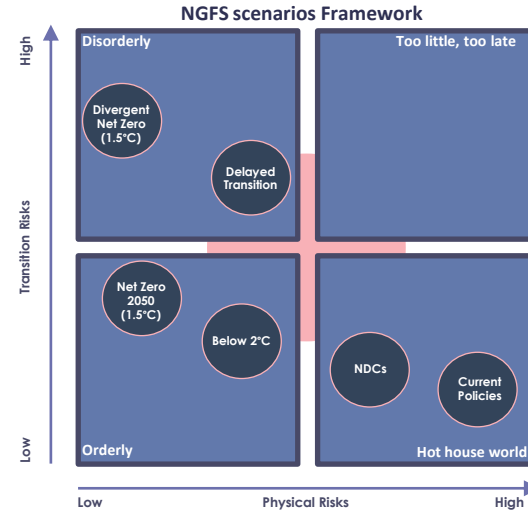 NGFS scenarios Framework
High
Disorderly
Too little, too late
Divergent
Net Zero
(1.5°C)
Delayed
Transition
Transition Risks
Net Zero
2050
(1.5°C)
Below 2°C
NDCs
Current
Policies
Low
Orderly
Hot house world
Low
Physical Risks
High